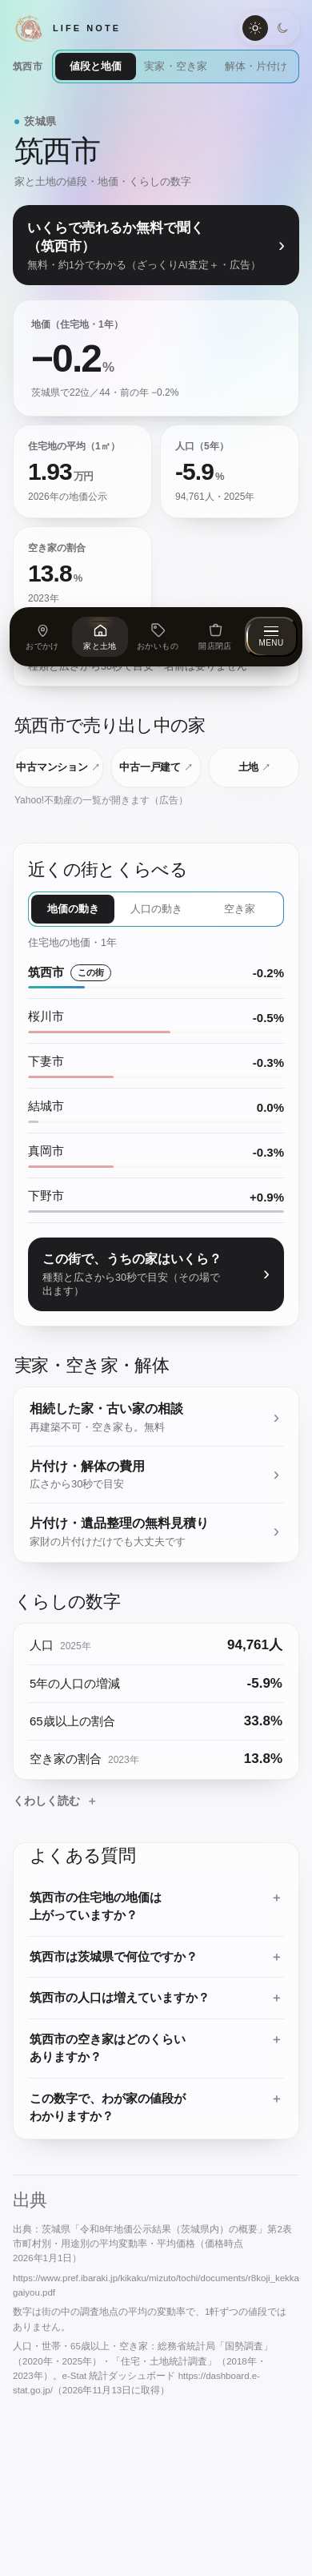 LIFE NOTE
筑西市
値段と地価
実家・空き家
解体・片付け
茨城県
筑西市
家と土地の値段・地価・くらしの数字
いくらで売れるか無料で聞く
（筑西市）
無料・約1分でわかる（ざっくりAI査定＋・広告）
›
地価（住宅地・1年）
−0.2%
茨城県で22位／44・前の年 −0.2%
住宅地の平均（1㎡）
1.93万円
2026年の地価公示
人口（5年）
-5.9%
94,761人・2025年
空き家の割合
13.8%
2023年
おでかけ
家と土地
おかいもの
開店閉店
MENU
筑西市で売り出し中の家
中古マンション ↗
中古一戸建て ↗
土地 ↗
Yahoo!不動産の一覧が開きます（広告）
近くの街とくらべる
地価の動き
人口の動き
空き家
住宅地の地価・1年
筑西市 この街 -0.2%
桜川市 -0.5%
下妻市 -0.3%
結城市 0.0%
真岡市 -0.3%
下野市 +0.9%
この街で、うちの家はいくら？
種類と広さから30秒で目安（その場で
出ます）
›
実家・空き家・解体
相続した家・古い家の相談
再建築不可・空き家も。無料
›
片付け・解体の費用
広さから30秒で目安
›
片付け・遺品整理の無料見積り
家財の片付けだけでも大丈夫です
›
くらしの数字
人口 2025年 94,761人
5年の人口の増減 -5.9%
65歳以上の割合 33.8%
空き家の割合 2023年 13.8%
くわしく読む ＋
よくある質問
筑西市の住宅地の地価は
上がっていますか？ +
筑西市は茨城県で何位ですか？ +
筑西市の人口は増えていますか？ +
筑西市の空き家はどのくらい
ありますか？ +
この数字で、わが家の値段が
わかりますか？ +
出典
出典：茨城県「令和8年地価公示結果（茨城県内）の概要」第2表
市町村別・用途別の平均変動率・平均価格（価格時点
2026年1月1日）
https://www.pref.ibaraki.jp/kikaku/mizuto/tochi/documents/r8koji_kekka
gaiyou.pdf
数字は街の中の調査地点の平均の変動率で、1軒ずつの値段では
ありません。
人口・世帯・65歳以上・空き家：総務省統計局「国勢調査」
（2020年・2025年）・「住宅・土地統計調査」（2018年・
2023年）。e-Stat 統計ダッシュボード https://dashboard.e-
stat.go.jp/（2026年11月13日に取得）